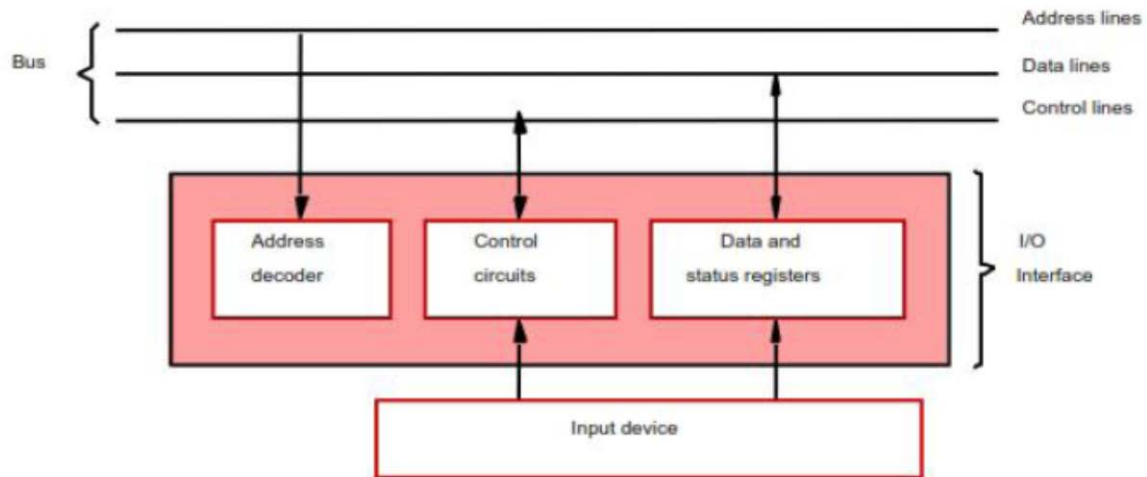 Address lines
Bus
Data lines
Control lines
Address
decoder
Control
circuits
Data and
status registers
I/O
Interface
Input device